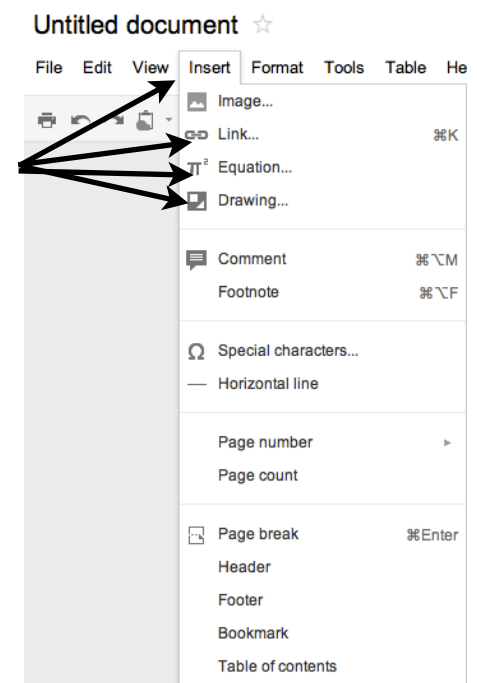 Untitled document
File Edit View Insert Format Tools Table He
Image...
Link... ⌘K
Equation...
Drawing...
Comment ⌘⌥M
Footnote ⌘⌥F
Special characters...
Horizontal line
Page number
Page count
Page break ⌘Enter
Header
Footer
Bookmark
Table of contents